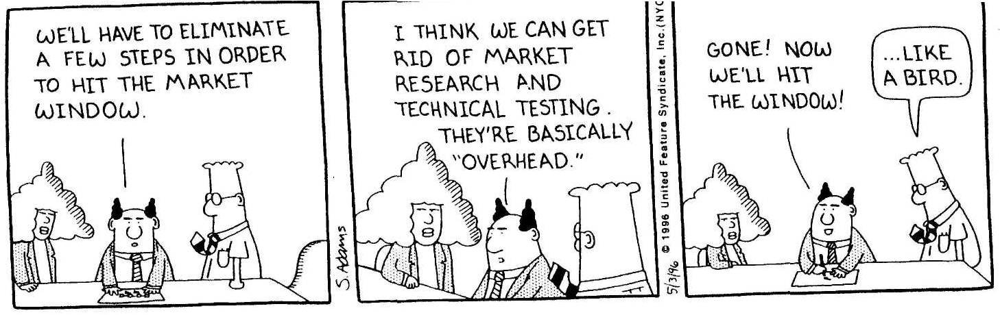 WE'LL HAVE TO ELIMINATE
A FEW STEPS IN ORDER
TO HIT THE MARKET
WINDOW.
S. Adams
I THINK WE CAN GET
RID OF MARKET
RESEARCH AND
TECHNICAL TESTING.
THEY'RE BASICALLY
"OVERHEAD."
5/3/96 © 1996 United Feature Syndicate, Inc. (NYC
GONE! NOW
WE'LL HIT
THE WINDOW!
...LIKE
A BIRD.